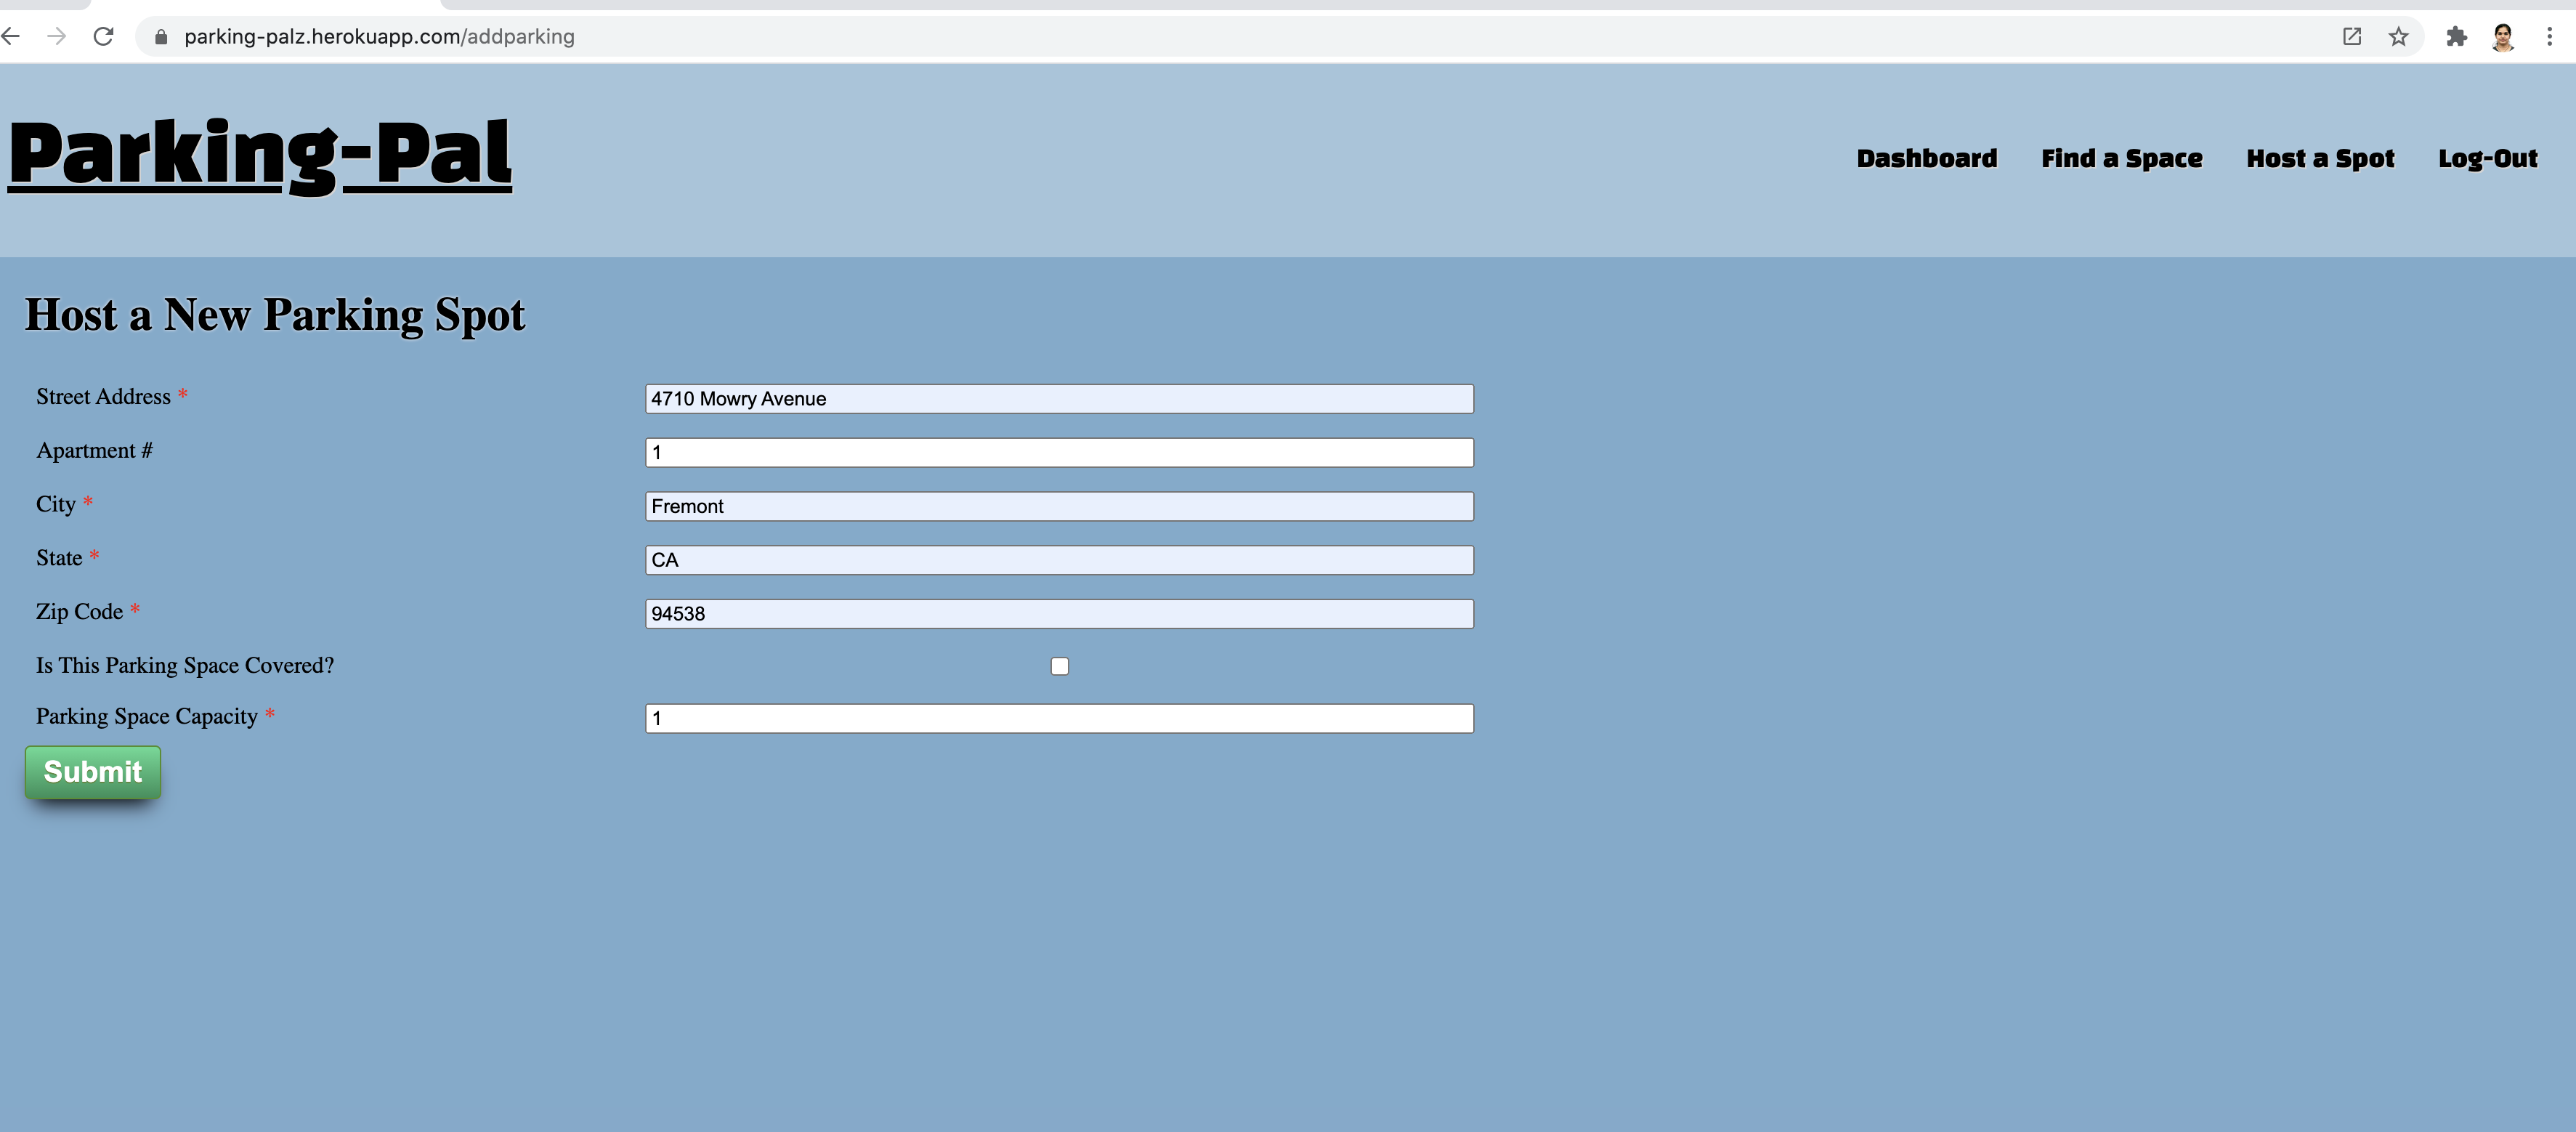 parking-palz.herokuapp.com/addparking
Parking-Pal
Dashboard Find a Space Host a Spot Log-Out
Host a New Parking Spot
Street Address * 4710 Mowry Avenue
Apartment # 1
City * Fremont
State * CA
Zip Code * 94538
Is This Parking Space Covered?
Parking Space Capacity * 1
Submit